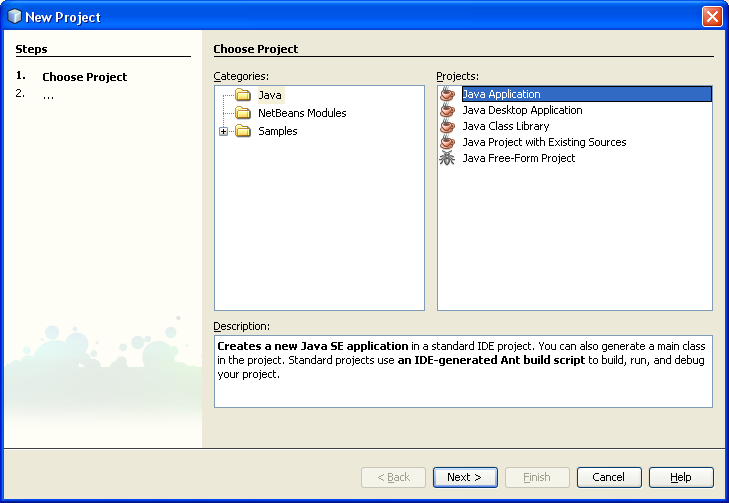 New Project
Steps
1. Choose Project
2. ...
Choose Project
Categories:
Java
NetBeans Modules
Samples
Projects:
Java Application
Java Desktop Application
Java Class Library
Java Project with Existing Sources
Java Free-Form Project
Description:
Creates a new Java SE application in a standard IDE project. You can also generate a main class
in the project. Standard projects use an IDE-generated Ant build script to build, run, and debug
your project.
< Back
Next >
Finish
Cancel
Help